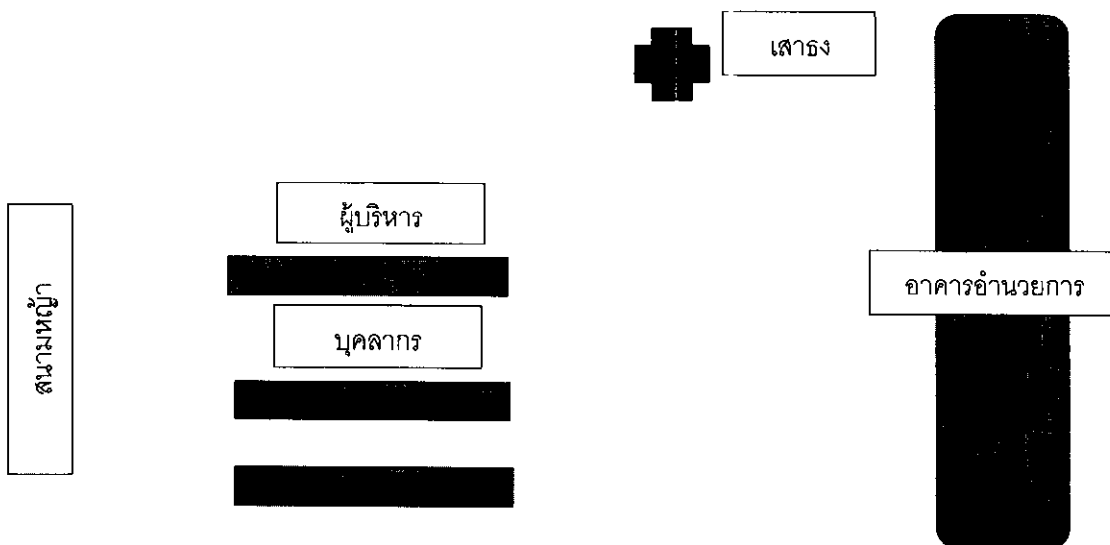 เสาธง
ผู้บริหาร
สนามหญ้า
อาคารอำนวยการ
บุคลากร